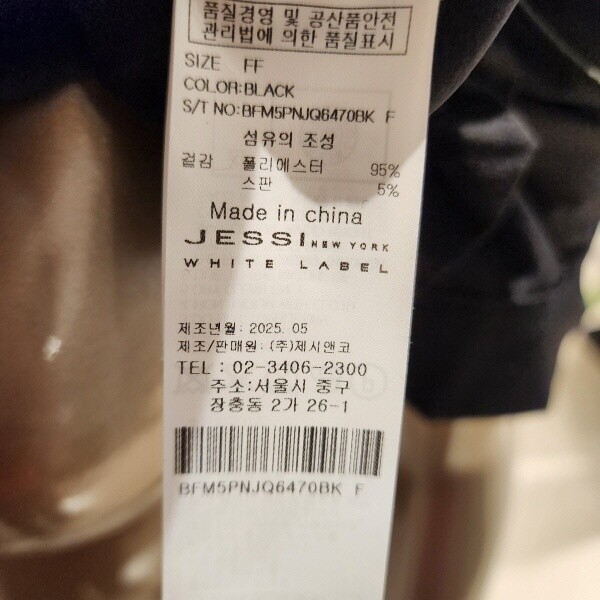 품질경영 및 공산품안전
관리법에 의한 품질표시
SIZE FF
COLOR:BLACK
S/T NO:BFM5PNJQ6470BK F
섬유의 조성
겉감 폴리에스터 95%
스판 5%
Made in china
JESSI NEW YORK
WHITE LABEL
제조년월: 2025. 05
제조/판매원: (주)제시앤코
TEL : 02-3406-2300
주소:서울시 중구
장충동 2가 26-1
BFM5PNJQ6470BK F